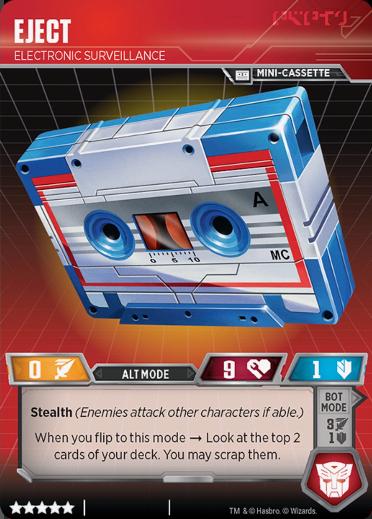 EJECT
ELECTRONIC SURVEILLANCE
MINI-CASSETTE
A
MC
0 5 10
0
ALT MODE
9
1
Stealth (Enemies attack other characters if able.)
When you flip to this mode → Look at the top 2
cards of your deck. You may scrap them.
BOT
MODE
3
1
TM & © Hasbro. © Wizards.